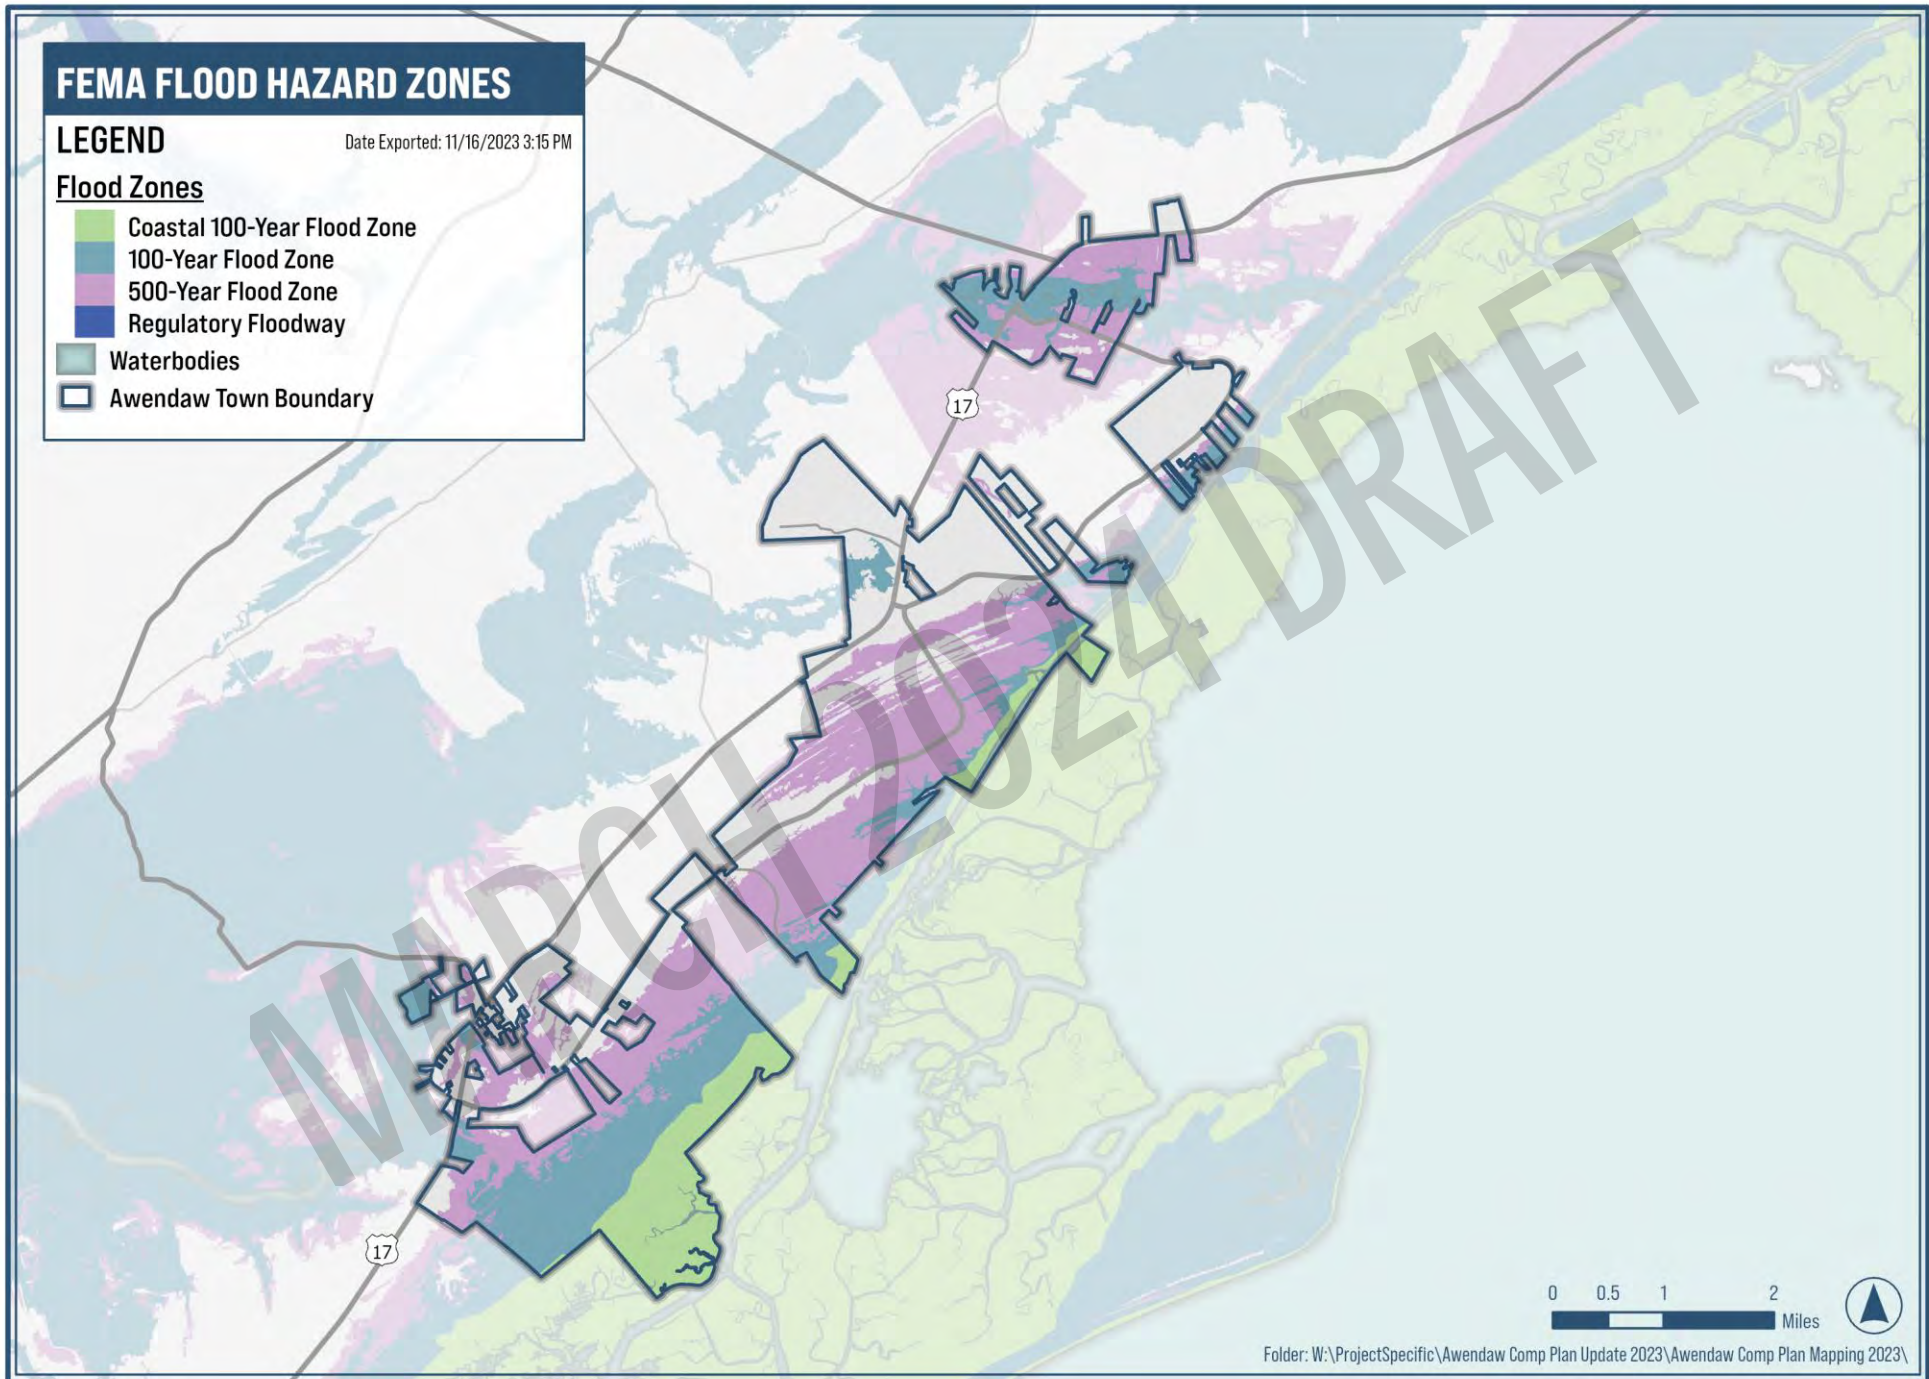 FEMA FLOOD HAZARD ZONES
LEGEND
Date Exported: 11/16/2023 3:15 PM
Flood Zones
Coastal 100-Year Flood Zone
100-Year Flood Zone
500-Year Flood Zone
Regulatory Floodway
Waterbodies
Awendaw Town Boundary
17
MARCH 2024 DRAFT
17
0 0.5 1 2
Miles
Folder: W:\ProjectSpecific\Awendaw Comp Plan Update 2023\Awendaw Comp Plan Mapping 2023\